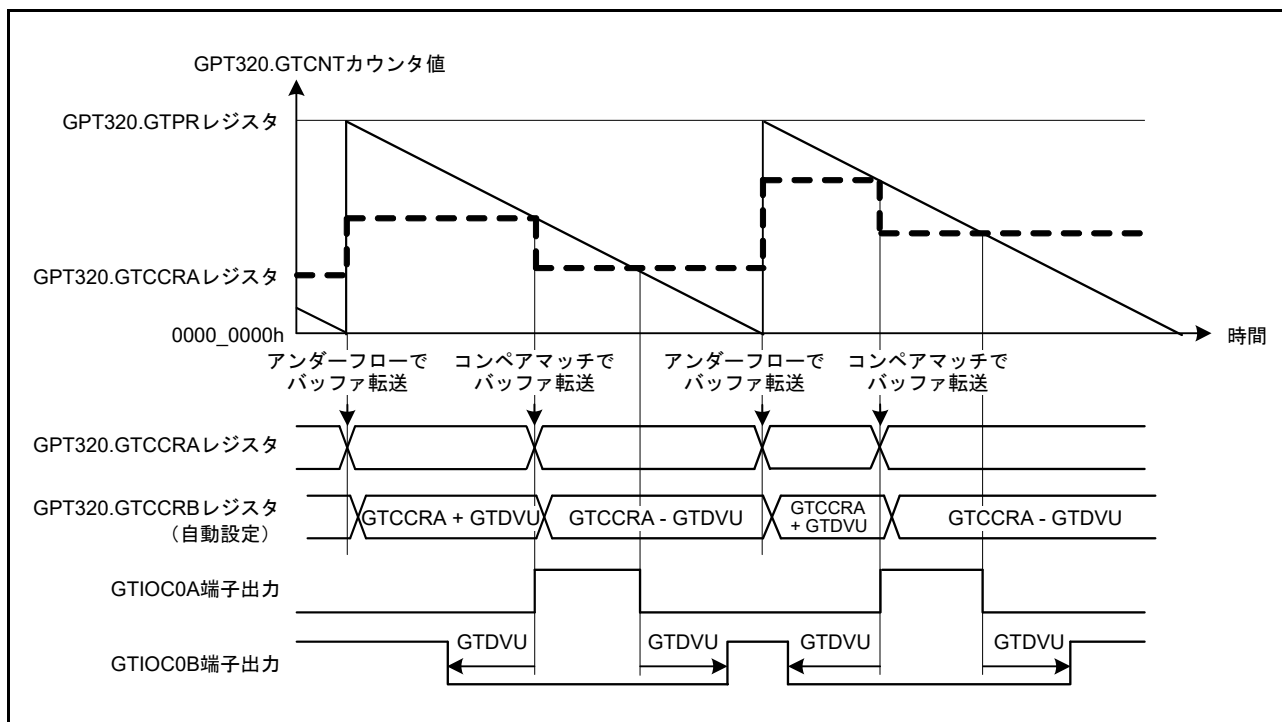 GPT320.GTCNTカウンタ値
GPT320.GTPRレジスタ
GPT320.GTCCRAレジスタ
0000_0000h
時間
アンダーフローで
バッファ転送
コンペアマッチで
バッファ転送
アンダーフローで
バッファ転送
コンペアマッチで
バッファ転送
GPT320.GTCCRAレジスタ
GPT320.GTCCRBレジスタ
（自動設定）
GTCCRA + GTDVU
GTCCRA - GTDVU
GTCCRA
+ GTDVU
GTCCRA - GTDVU
GTIOC0A端子出力
GTIOC0B端子出力
GTDVU
GTDVU
GTDVU
GTDVU